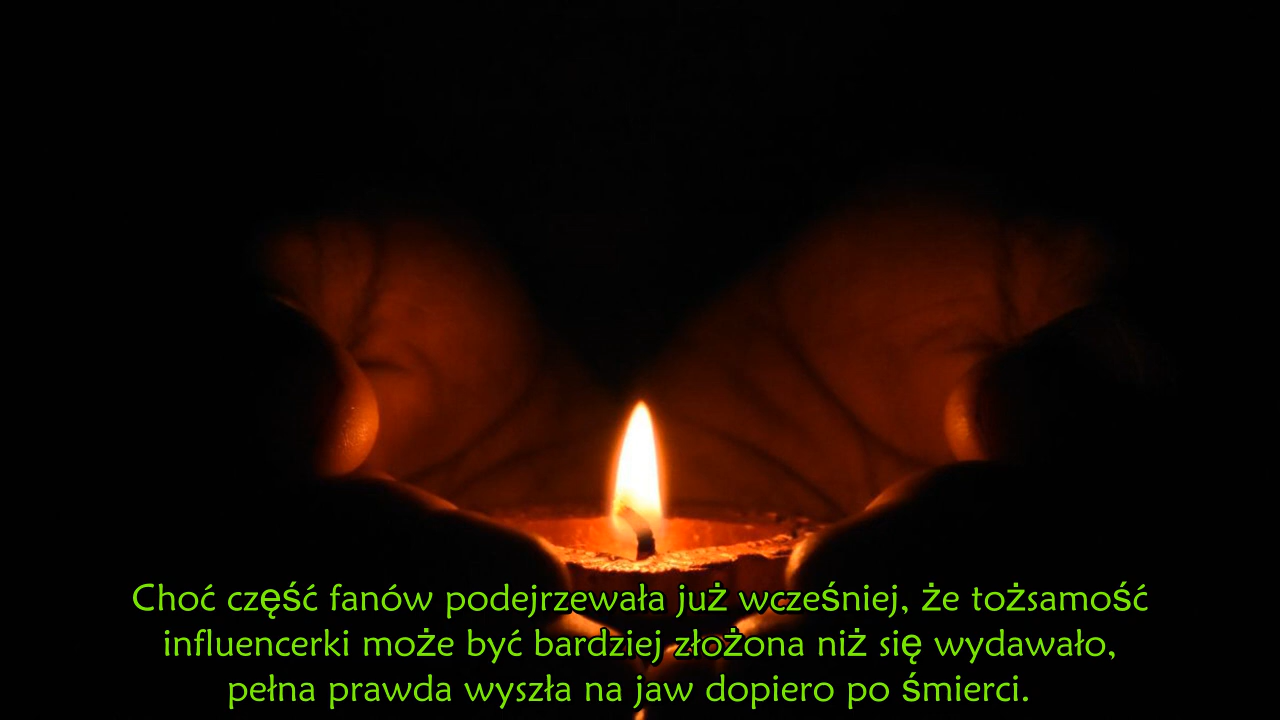 Choć część fanów podejrzewała już wcześniej, że tożsamość
influencerki może być bardziej złożona niż się wydawało,
pełna prawda wyszła na jaw dopiero po śmierci.